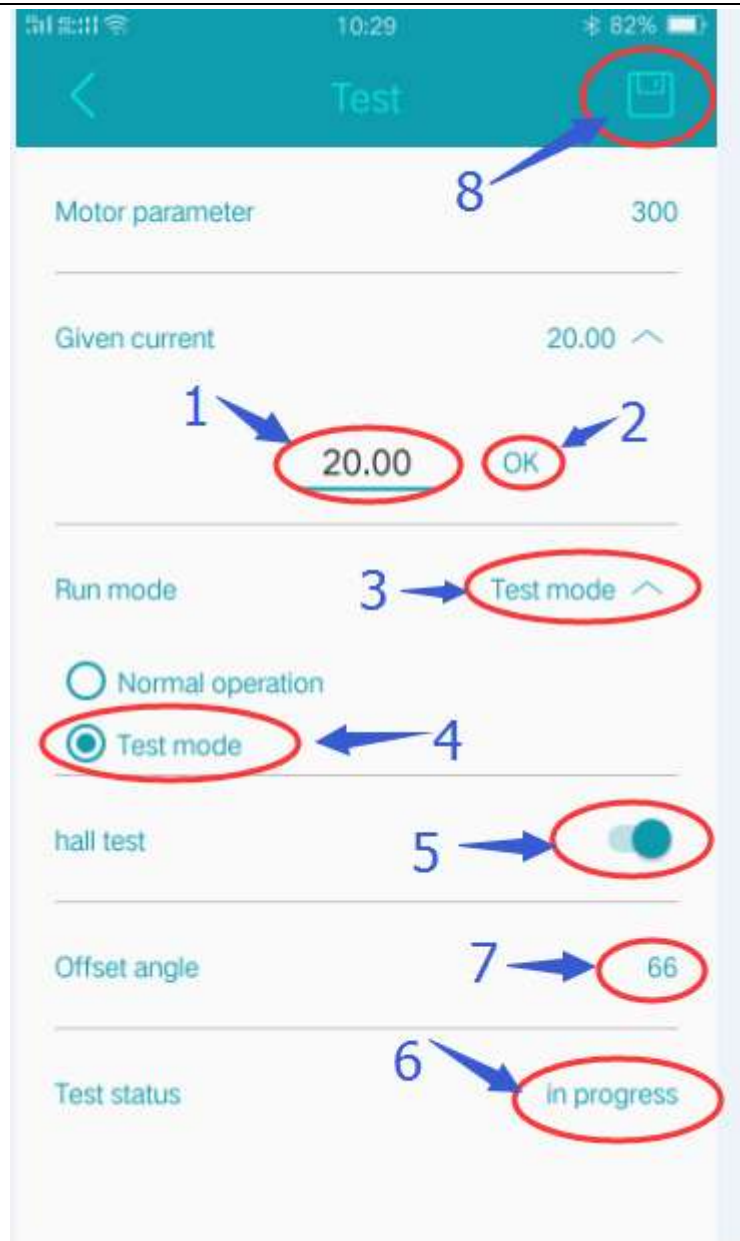 10:29 82%
Test
8
Motor parameter 300
Given current 20.00
1 2
20.00 OK
Run mode 3 Test mode
Normal operation
Test mode 4
hall test 5
Offset angle 7 66
6
Test status in progress